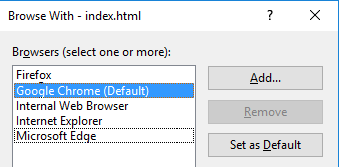 Browse With - index.html
Browsers (select one or more):
Firefox
Google Chrome (Default)
Internal Web Browser
Internet Explorer
Microsoft Edge
Add...
Remove
Set as Default